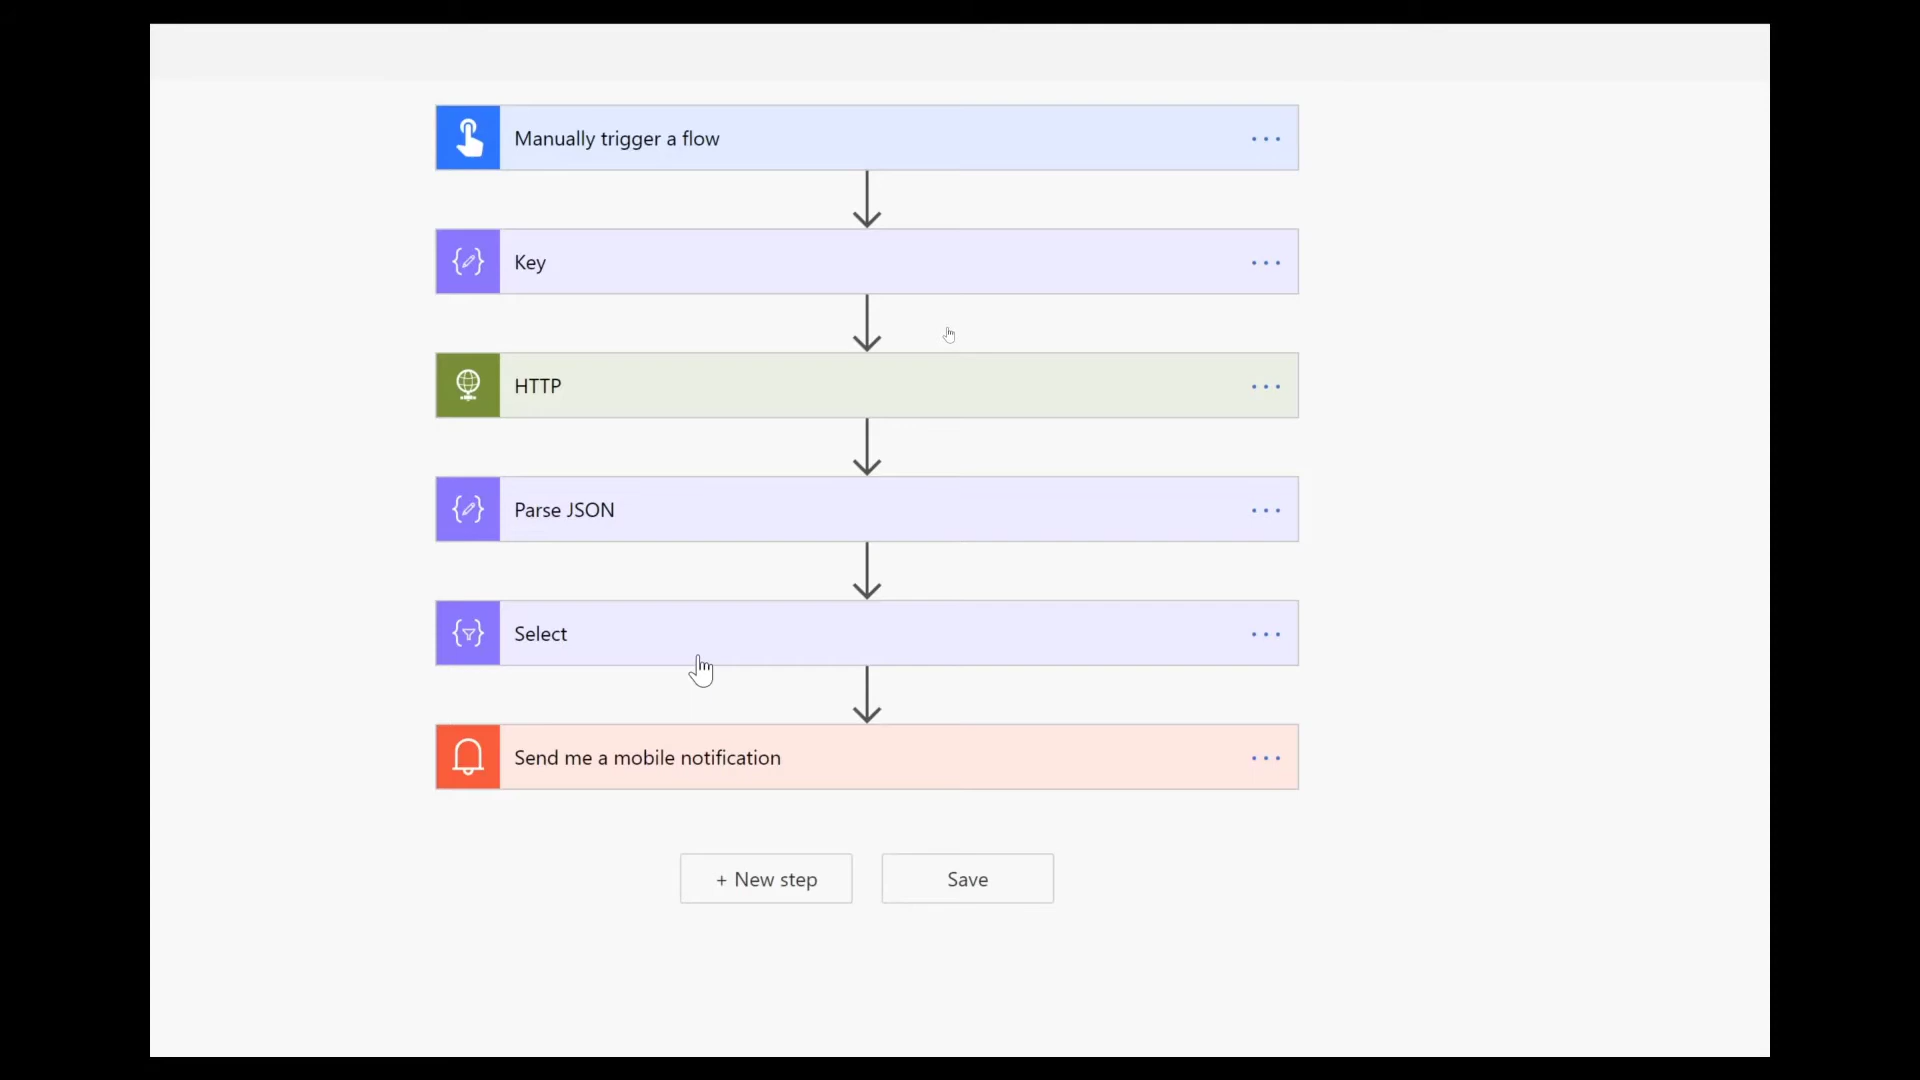 Manually trigger a flow
Key
HTTP
Parse JSON
Select
Send me a mobile notification
+ New step
Save